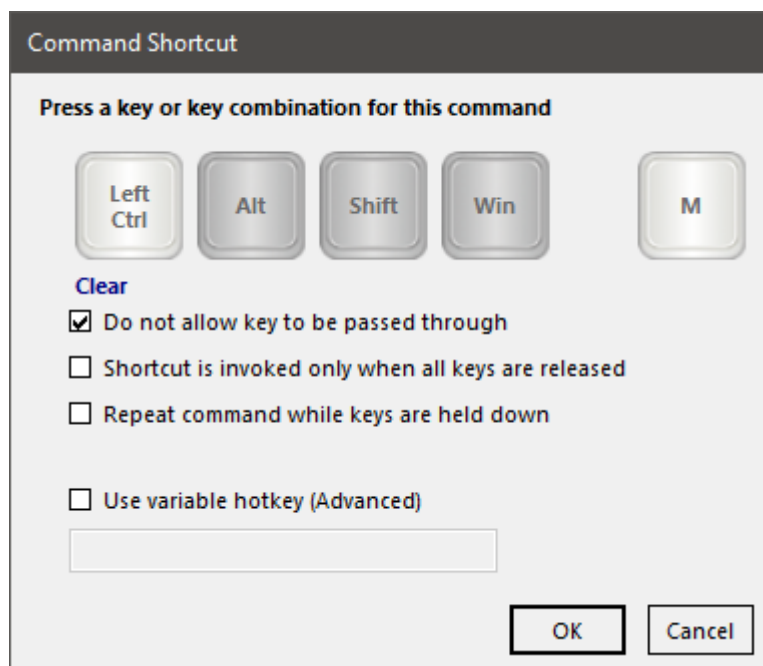 Command Shortcut
Press a key or key combination for this command
Left
Ctrl
Alt
Shift
Win
M
Clear
Do not allow key to be passed through
Shortcut is invoked only when all keys are released
Repeat command while keys are held down
Use variable hotkey (Advanced)
OK
Cancel